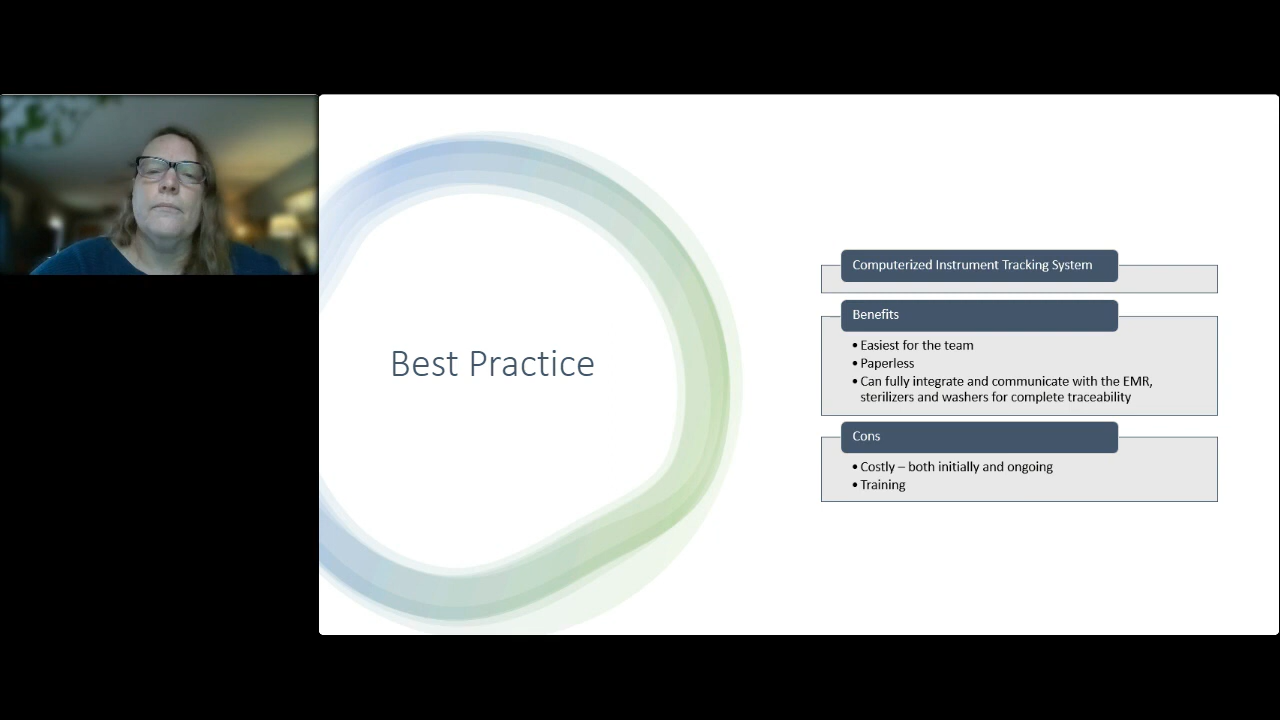 Best Practice
Computerized Instrument Tracking System
Benefits
• Easiest for the team
• Paperless
• Can fully integrate and communicate with the EMR,
sterilizers and washers for complete traceability
Cons
• Costly – both initially and ongoing
• Training